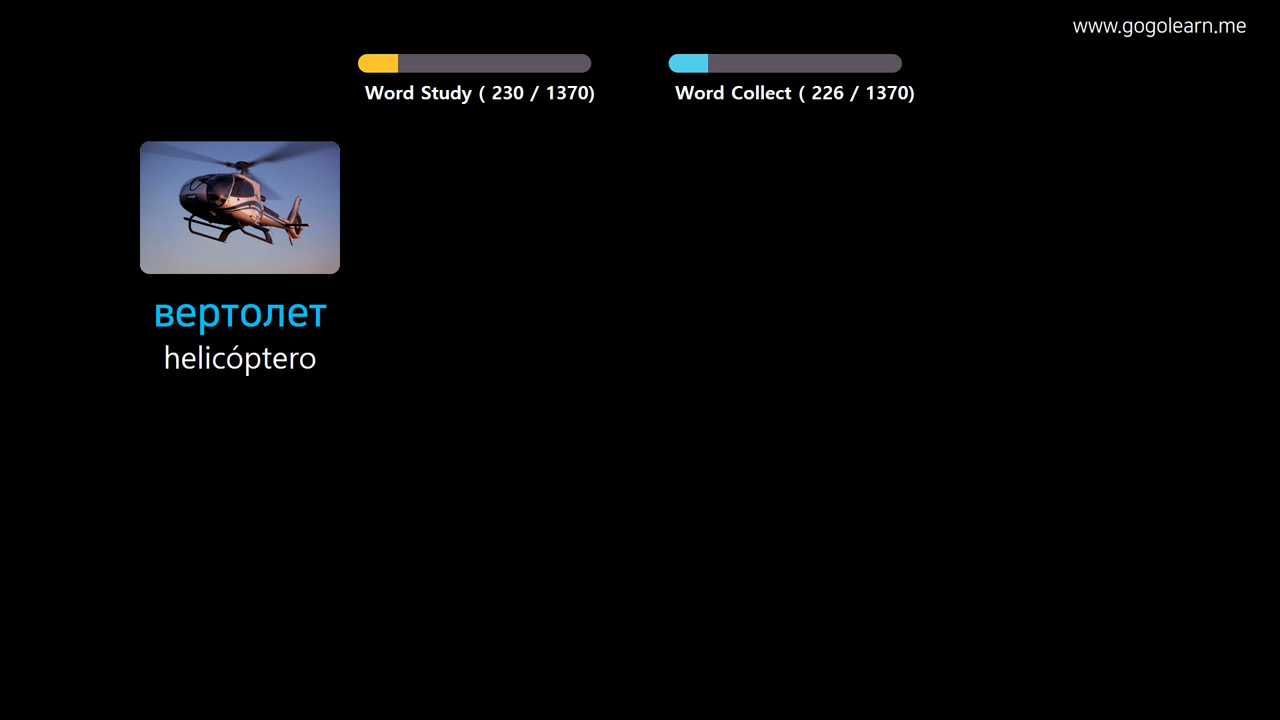 www.gogolearn.me
Word Study ( 230 / 1370)
Word Collect ( 226 / 1370)
вертолет
helicóptero